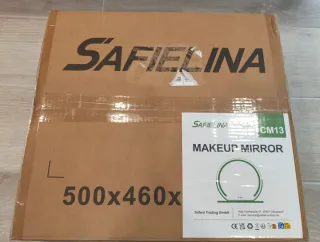 SAFIELINA
SAFIELINA
CM13
MAKEUP MIRROR
500x460x